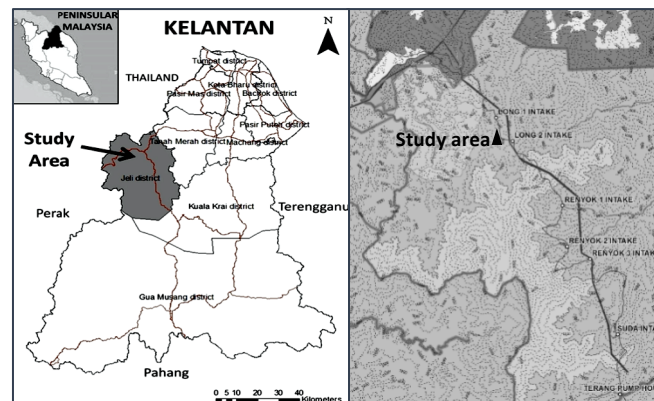 PENINSULAR
MALAYSIA
KELANTAN
N
THAILAND
Tumpat district
Kota Bharu district
Pasir Mas district
Bachok district
Pasir Puteh district
Tanah Merah district
Machang district
Study
Area
Jeli district
Kuala Krai district
Perak
Terengganu
Gua Musang district
Pahang
0 5 10 20 30 40
Kilometers
LONG 1 INTAKE
Study area
LONG 2 INTAKE
RENYOK 1 INTAKE
RENYOK 2 INTAKE
RENYOK 3 INTAKE
SUDA INTA
TERANG PUMP HOU